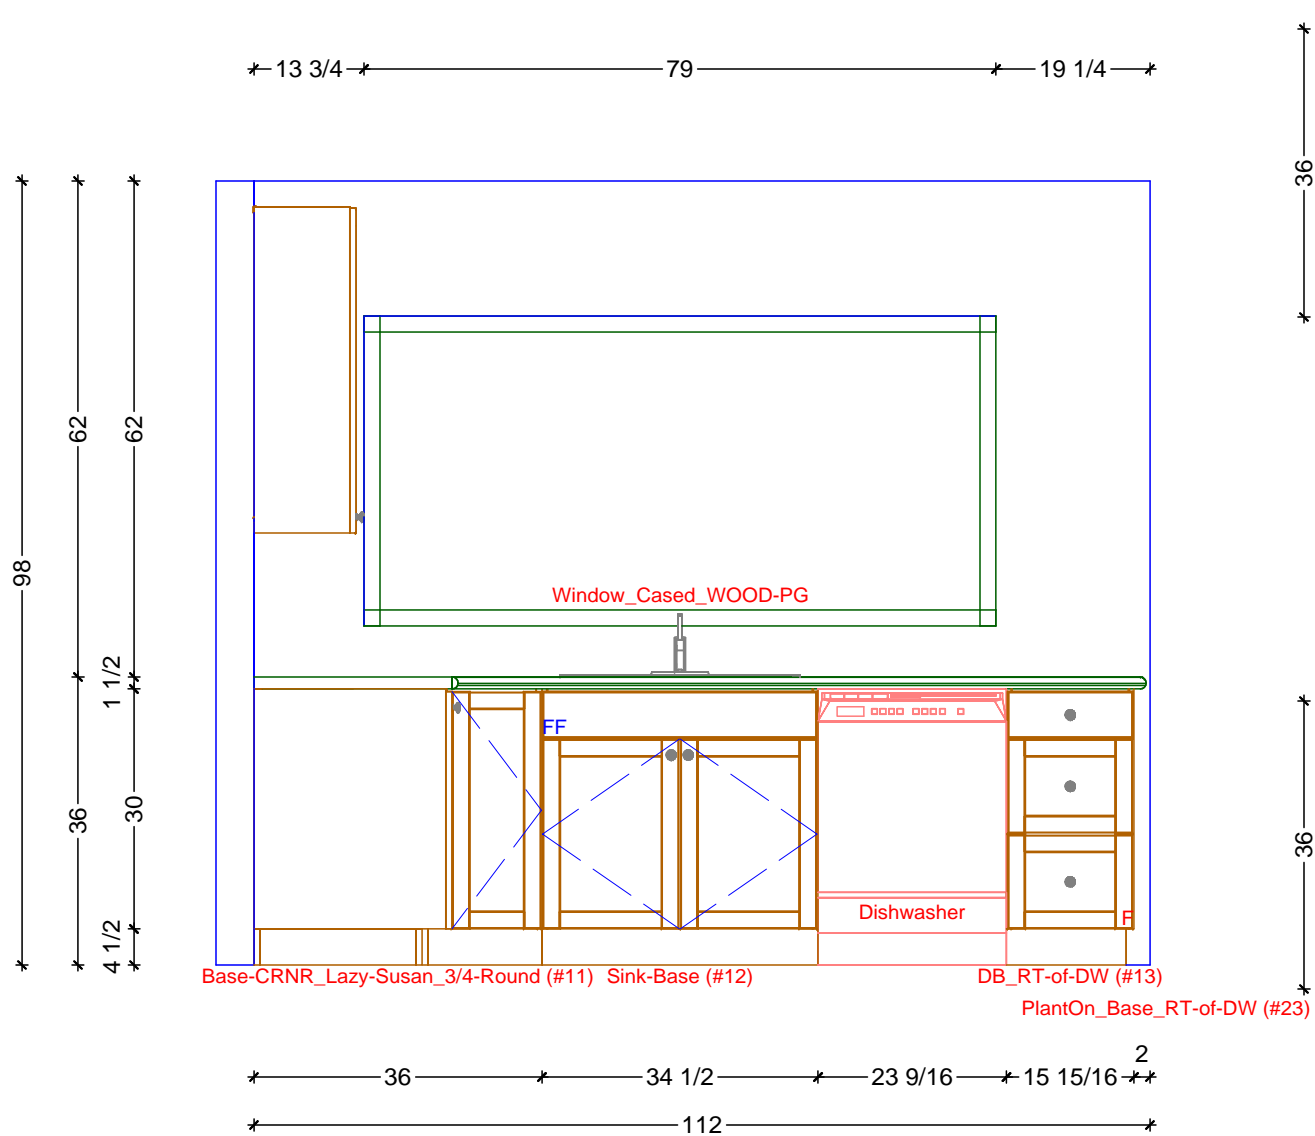 13 3/4
79
19 1/4
36
62
62
98
Window_Cased_WOOD-PG
1 1/2
FF
36
30
36
Dishwasher
F
4 1/2
Base-CRNR_Lazy-Susan_3/4-Round (#11)
Sink-Base (#12)
DB_RT-of-DW (#13)
PlantOn_Base_RT-of-DW (#23)
2
36
34 1/2
23 9/16
15 15/16
112